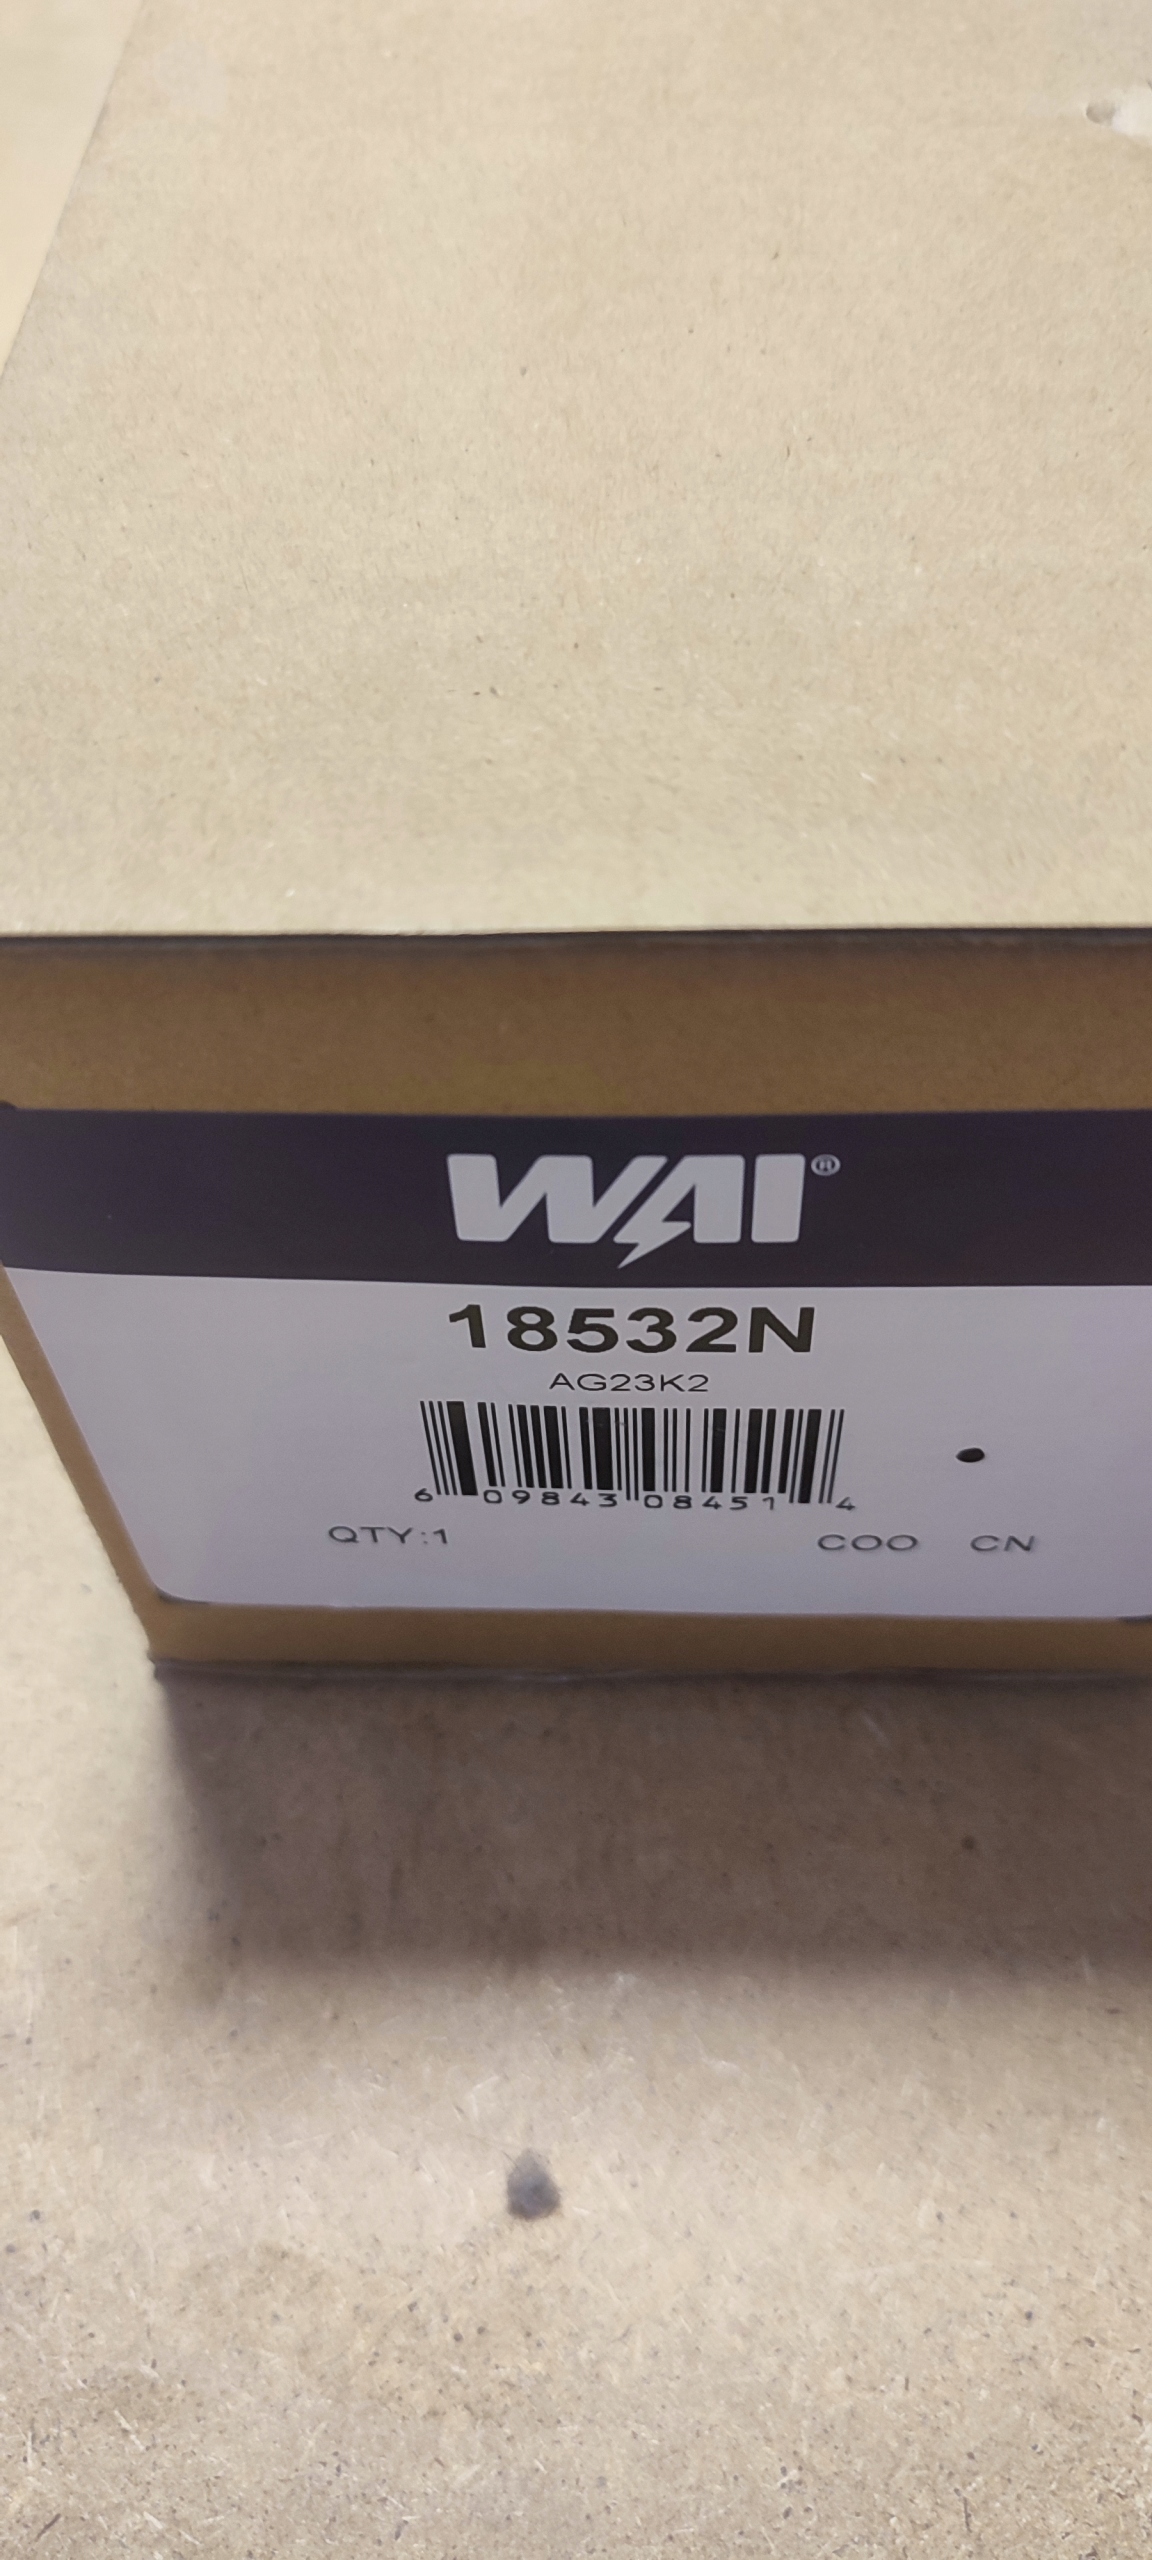 WAI®
18532N
AG23K2
6 09843 08451 4
QTY:1 COO CN